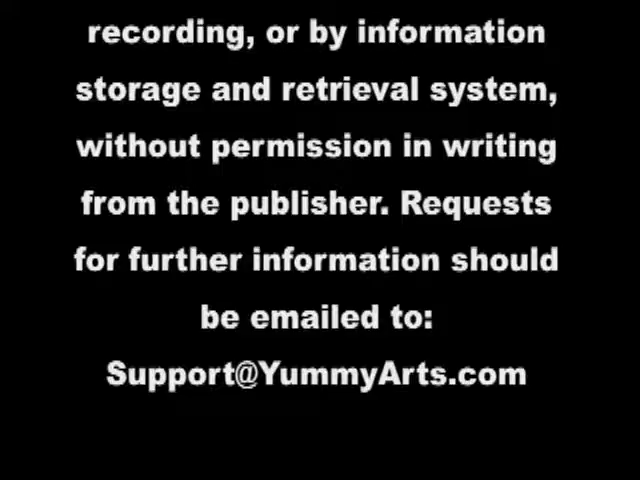 recording, or by information
storage and retrieval system,
without permission in writing
from the publisher. Requests
for further information should
be emailed to:
Support@YummyArts.com